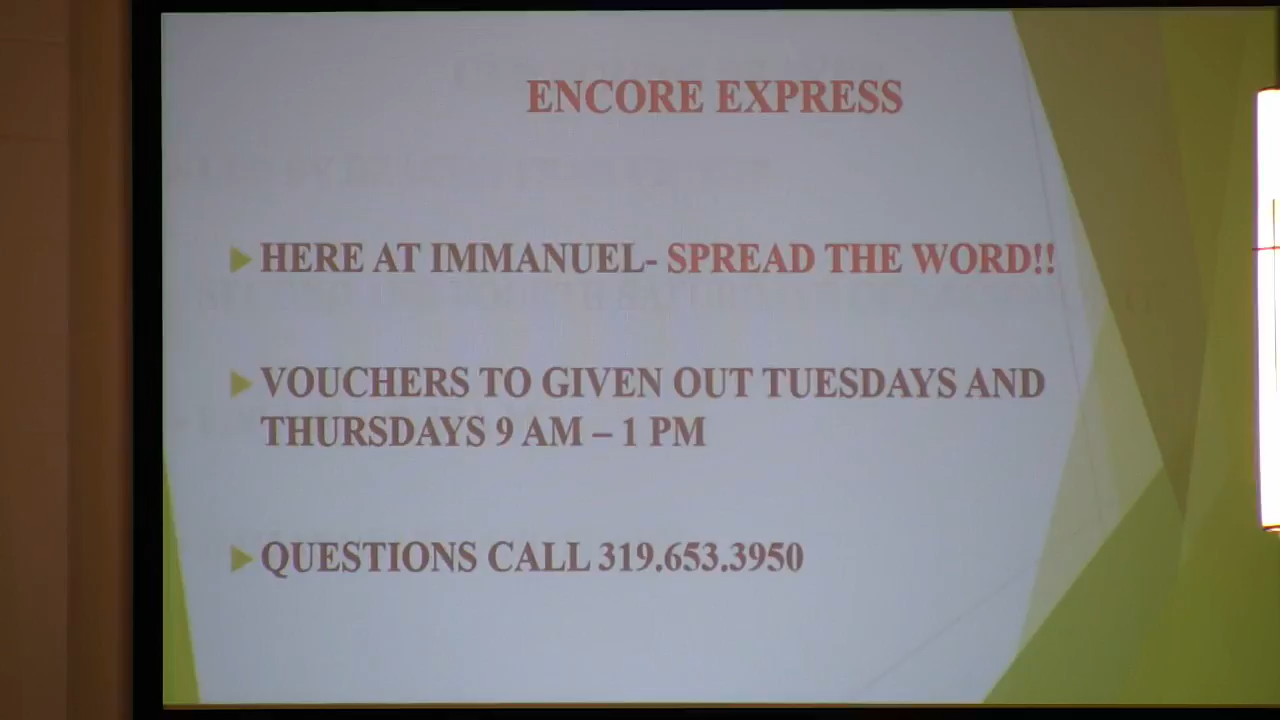 ENCORE EXPRESS
HERE AT IMMANUEL- SPREAD THE WORD!!
VOUCHERS TO GIVEN OUT TUESDAYS AND
THURSDAYS 9 AM – 1 PM
QUESTIONS CALL 319.653.3950